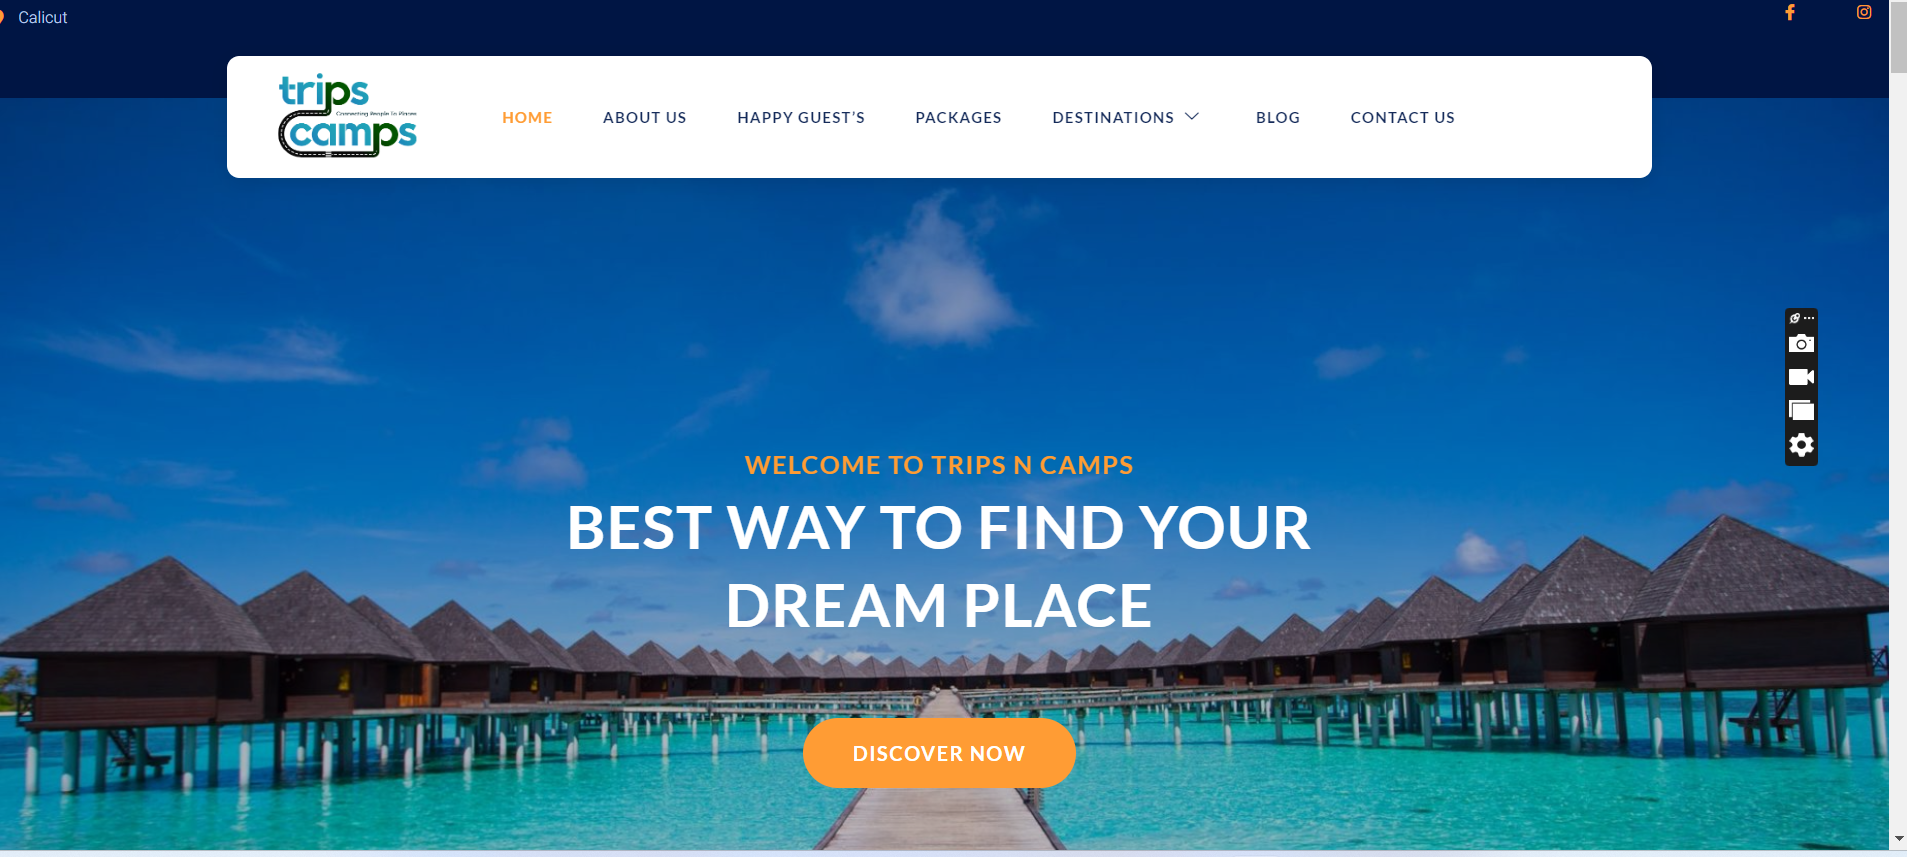 Calicut
trips
Connecting People To Places
camps
HOME
ABOUT US
HAPPY GUEST'S
PACKAGES
DESTINATIONS
BLOG
CONTACT US
WELCOME TO TRIPS N CAMPS
BEST WAY TO FIND YOUR
DREAM PLACE
DISCOVER NOW